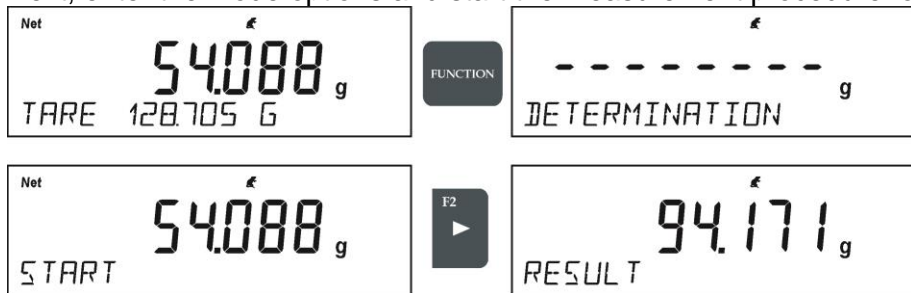 Net
54.088 g
TARE 128.705 G
FUNCTION
- - - - - - - - g
DETERMINATION
Net
54.088 g
START
F2
94.171 g
RESULT